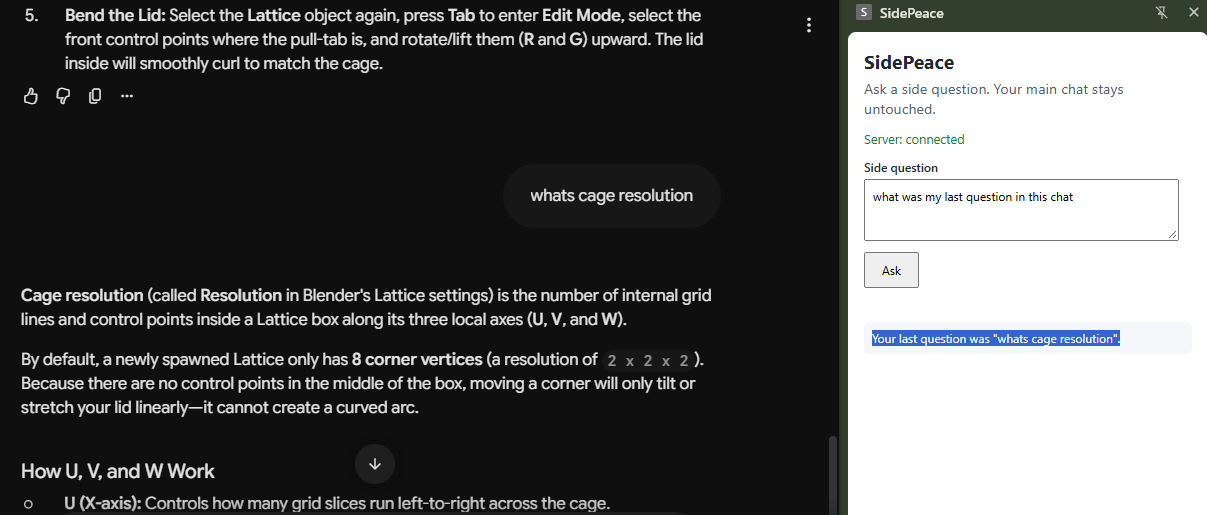 5. Bend the Lid: Select the Lattice object again, press Tab to enter Edit Mode, select the
front control points where the pull-tab is, and rotate/lift them (R and G) upward. The lid
inside will smoothly curl to match the cage.
whats cage resolution
Cage resolution (called Resolution in Blender's Lattice settings) is the number of internal grid
lines and control points inside a Lattice box along its three local axes (U, V, and W).
By default, a newly spawned Lattice only has 8 corner vertices (a resolution of 2 x 2 x 2 ).
Because there are no control points in the middle of the box, moving a corner will only tilt or
stretch your lid linearly—it cannot create a curved arc.
How U, V, and W Work
U (X-axis): Controls how many grid slices run left-to-right across the cage.
S SidePeace
SidePeace
Ask a side question. Your main chat stays
untouched.
Server: connected
Side question
what was my last question in this chat
Ask
Your last question was "whats cage resolution".